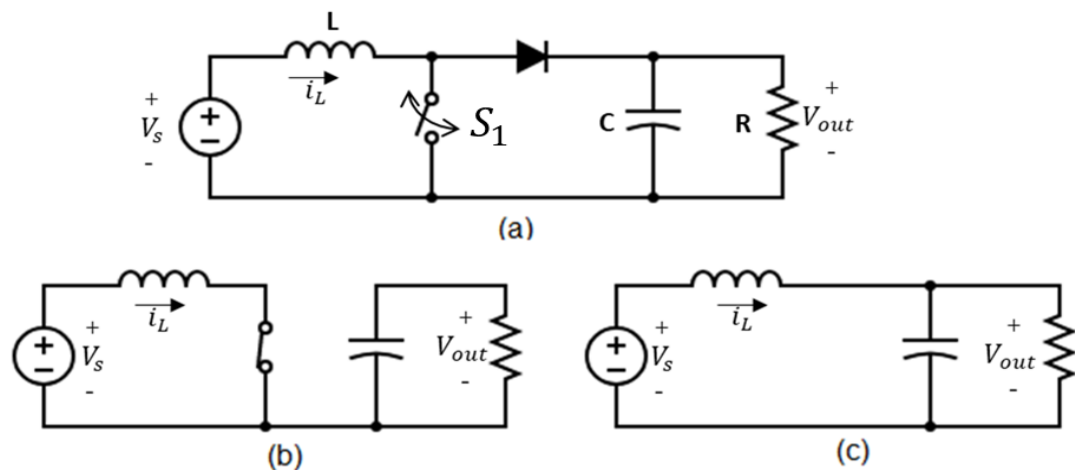 L
i_L
+
V_s
-
S_1
C
R
+
V_out
-
(a)
i_L
+
V_s
-
+
V_out
-
(b)
i_L
+
V_s
-
+
V_out
-
(c)